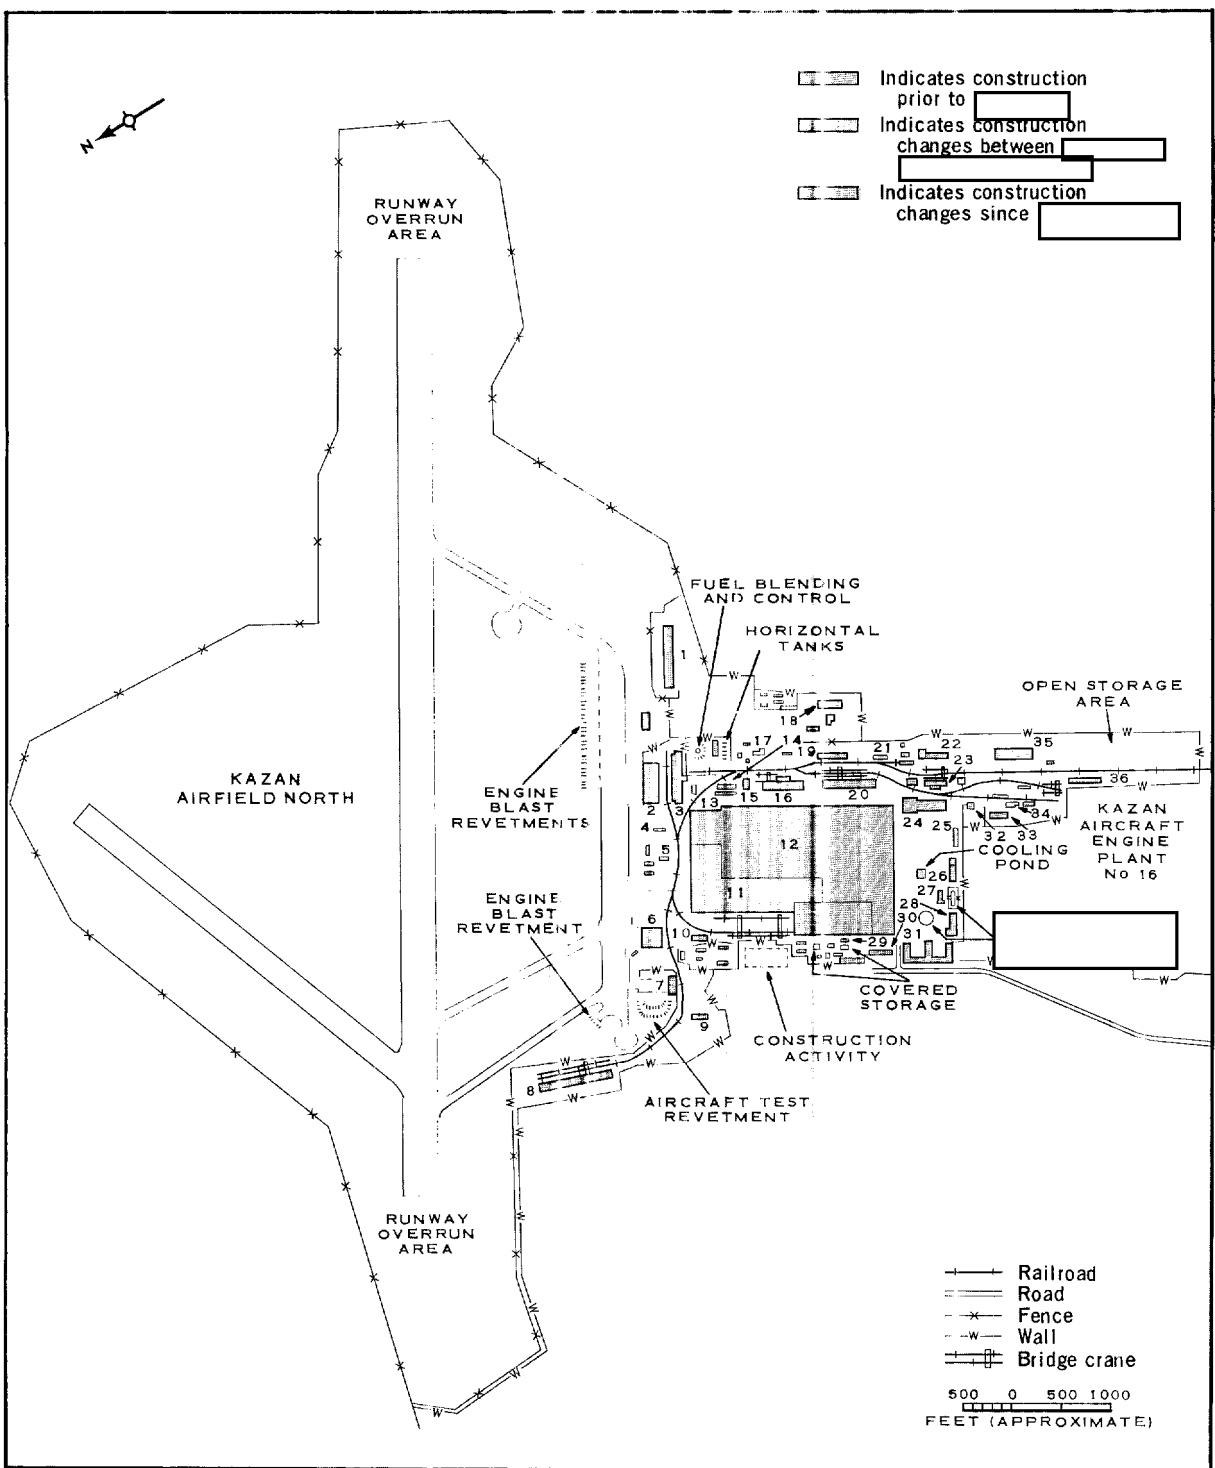 Indicates construction
prior to
Indicates construction
changes between
Indicates construction
changes since
N
RUNWAY
OVERRUN
AREA
FUEL BLENDING
AND CONTROL
HORIZONTAL
TANKS
OPEN STORAGE
AREA
KAZAN
AIRFIELD NORTH
ENGINE
BLAST
REVETMENTS
ENGINE
BLAST
REVETMENT
1
2
3
4
5
6
7
8
9
10
11
12
13
14
15
16
17
18
19
20
21
22
23
24
25
26
27
28
29
30
31
32
33
34
35
36
KAZAN
AIRCRAFT
ENGINE
PLANT
No 16
COOLING
POND
COVERED
STORAGE
CONSTRUCTION
ACTIVITY
AIRCRAFT TEST
REVETMENT
RUNWAY
OVERRUN
AREA
Railroad
Road
Fence
W Wall
Bridge crane
500 0 500 1000
FEET (APPROXIMATE)